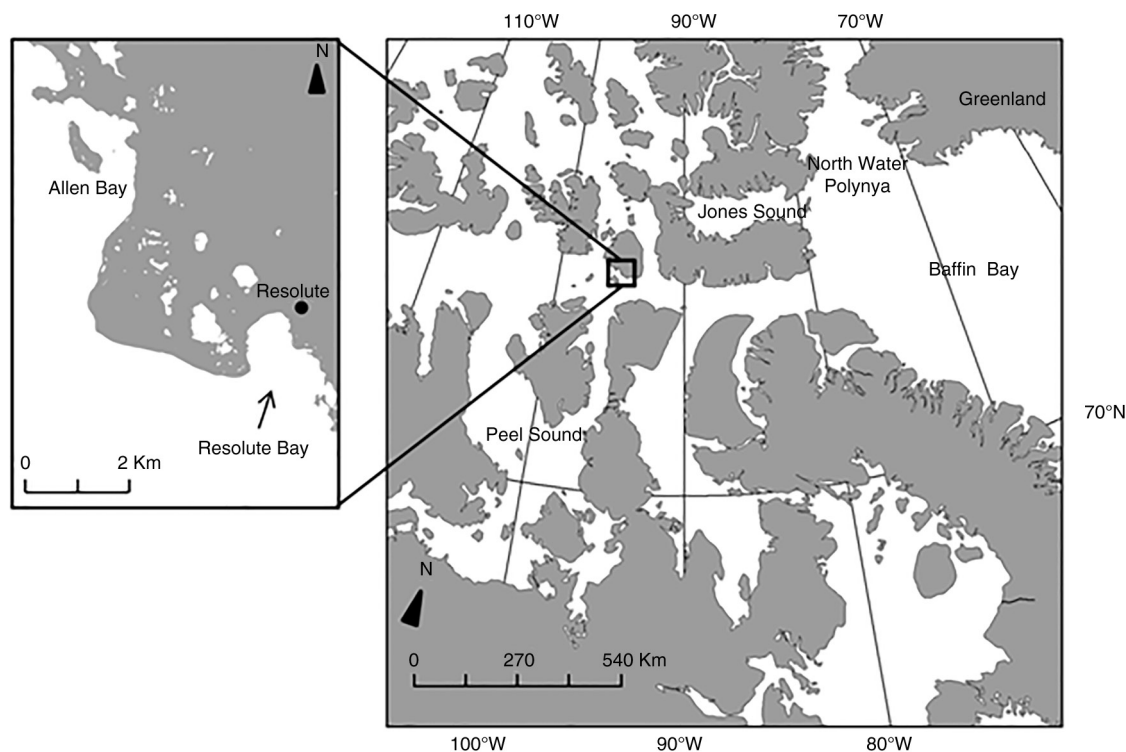 110°W 90°W 70°W
N
Greenland
North Water
Polynya
Allen Bay
Jones Sound
Baffin Bay
Resolute
70°N
Peel Sound
Resolute Bay
0 2 Km
N
0 270 540 Km
100°W 90°W 80°W